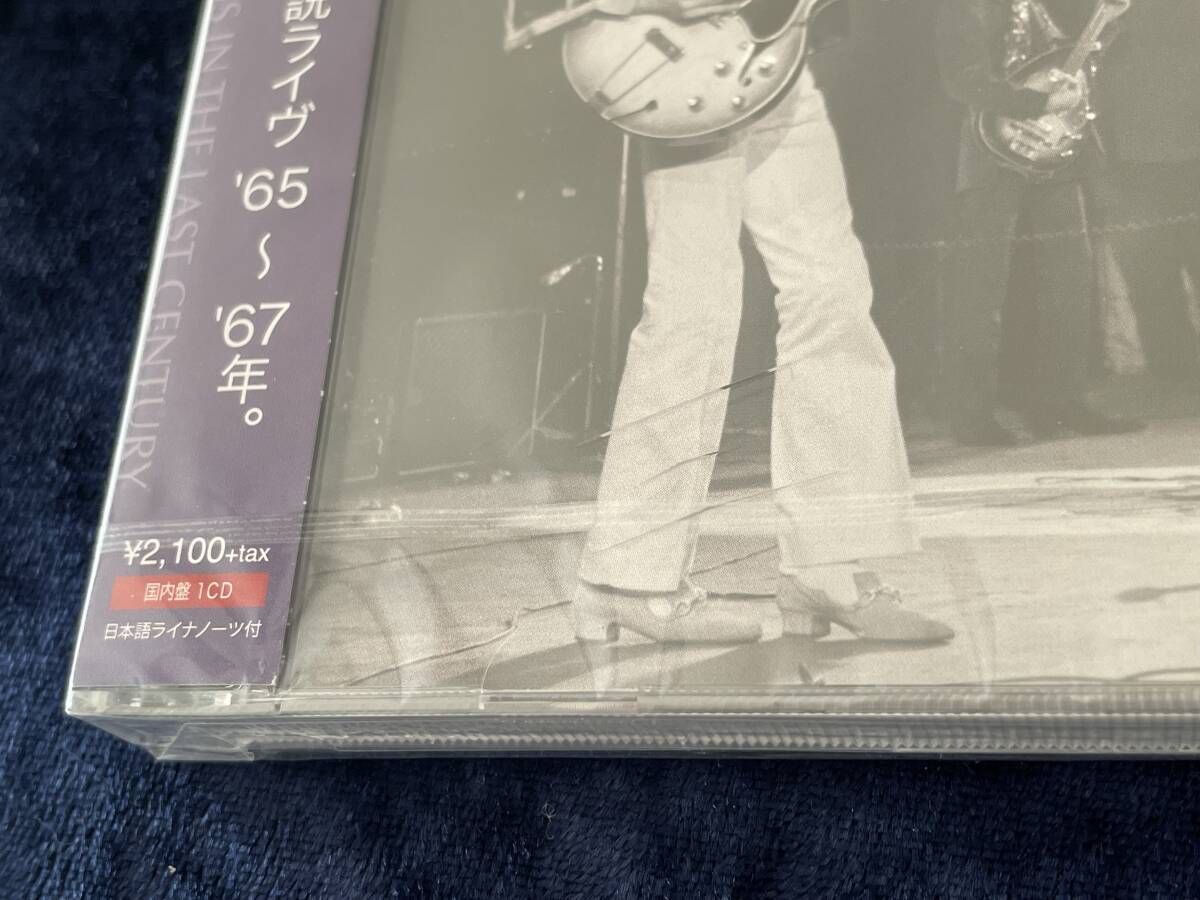 説ライヴ '65〜'67年。
S IN THE LAST CENTURY
¥2,100+tax
国内盤 1CD
日本語ライナノーツ付